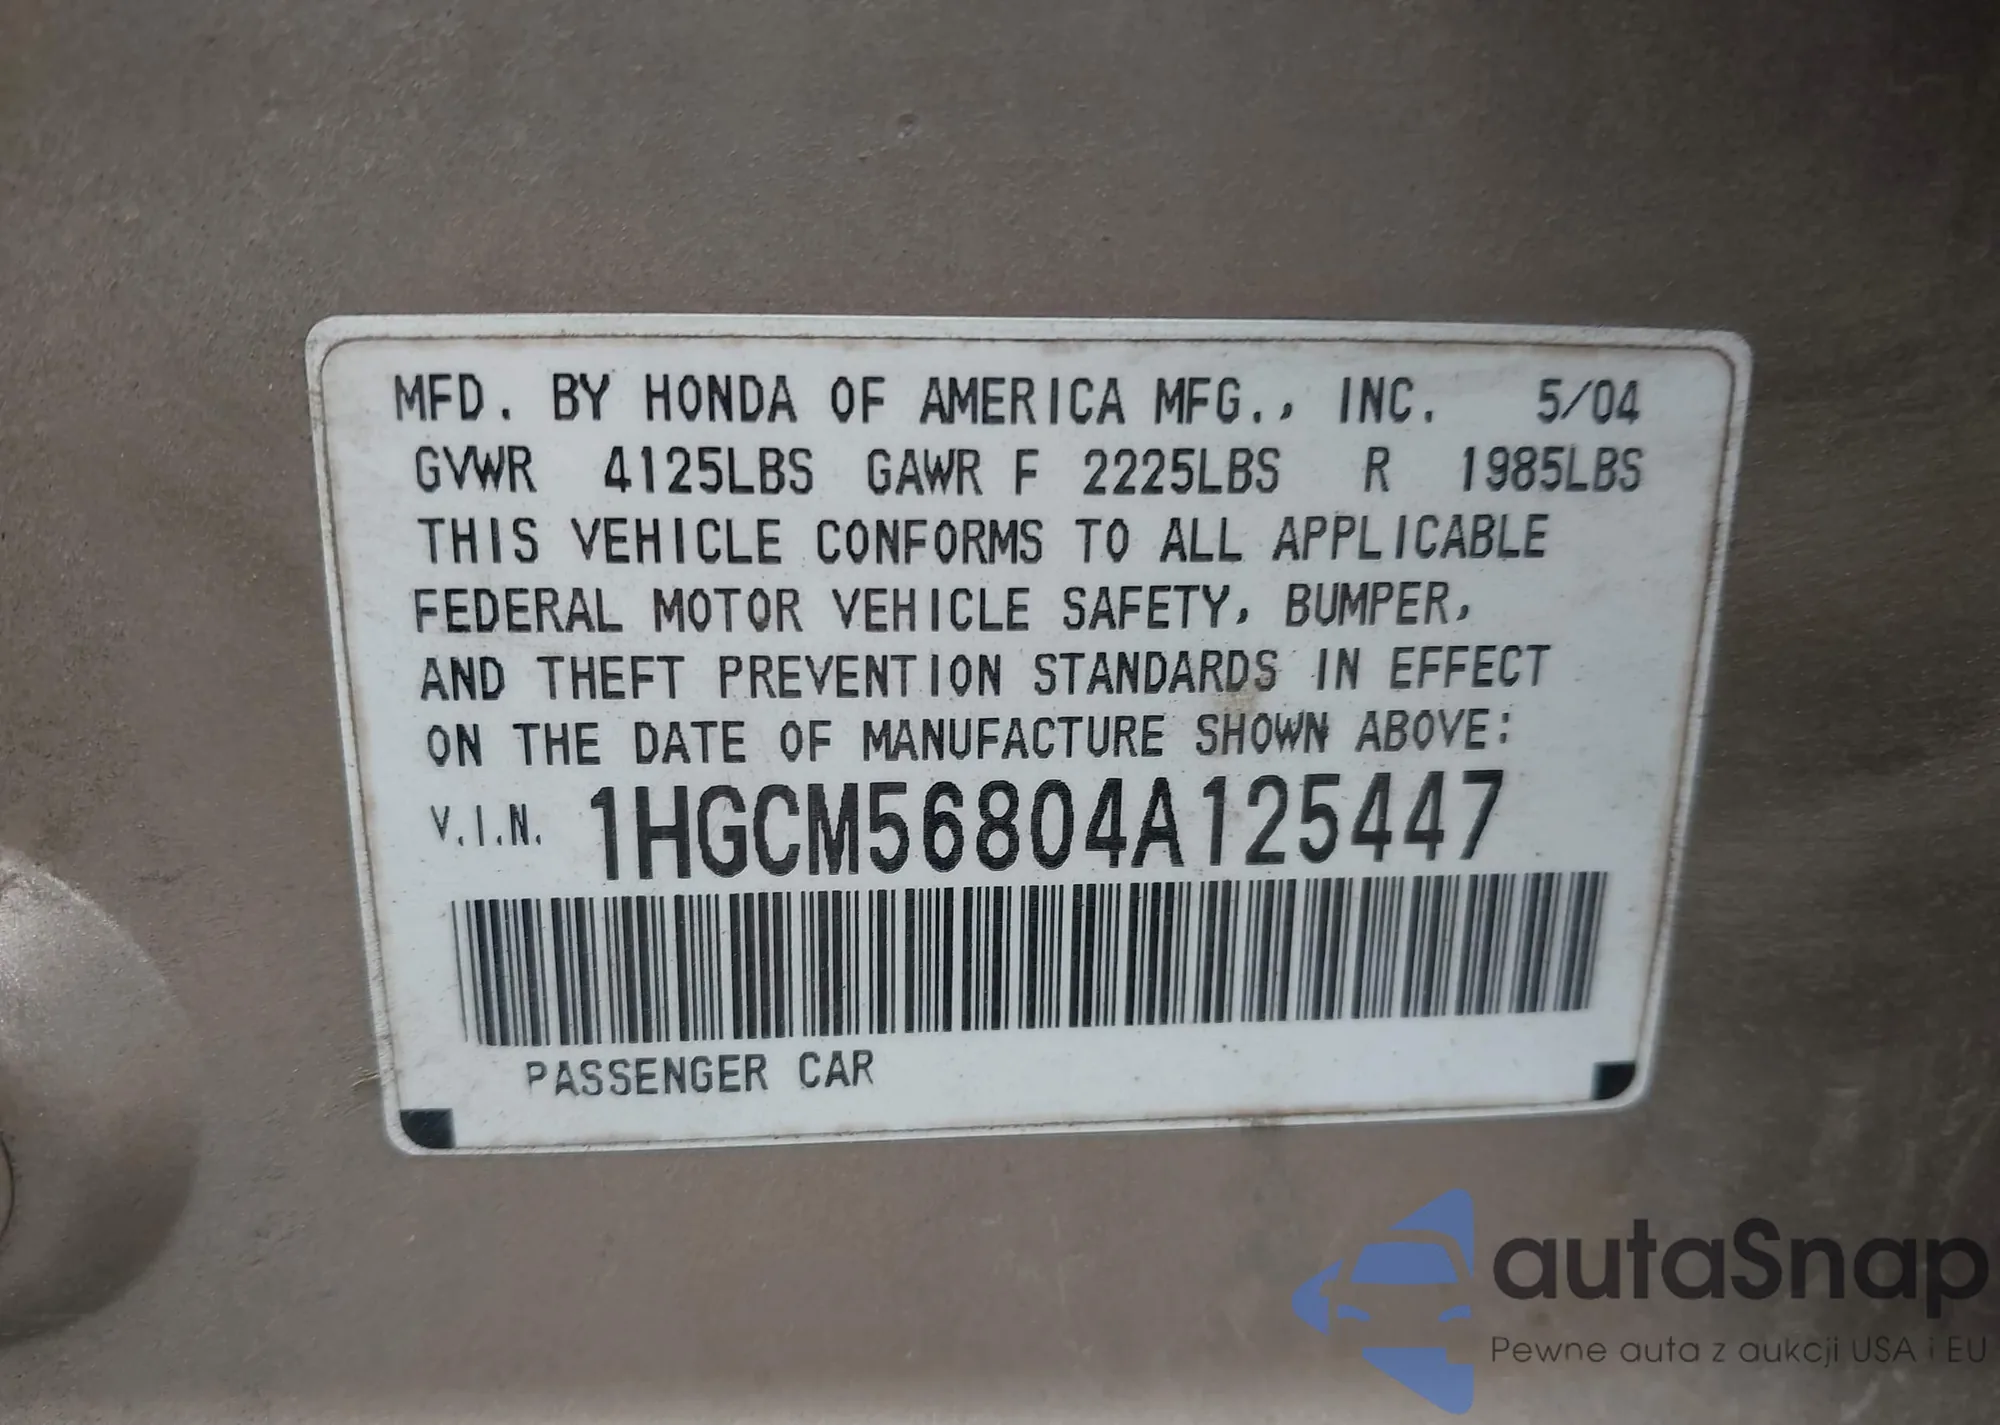 MFD. BY HONDA OF AMERICA MFG., INC. 5/04
GVWR 4125LBS GAWR F 2225LBS R 1985LBS
THIS VEHICLE CONFORMS TO ALL APPLICABLE
FEDERAL MOTOR VEHICLE SAFETY, BUMPER,
AND THEFT PREVENTION STANDARDS IN EFFECT
ON THE DATE OF MANUFACTURE SHOWN ABOVE:
V.I.N. 1HGCM56804A125447
PASSENGER CAR
autaSnap
Pewne auta z aukcji USA i EU